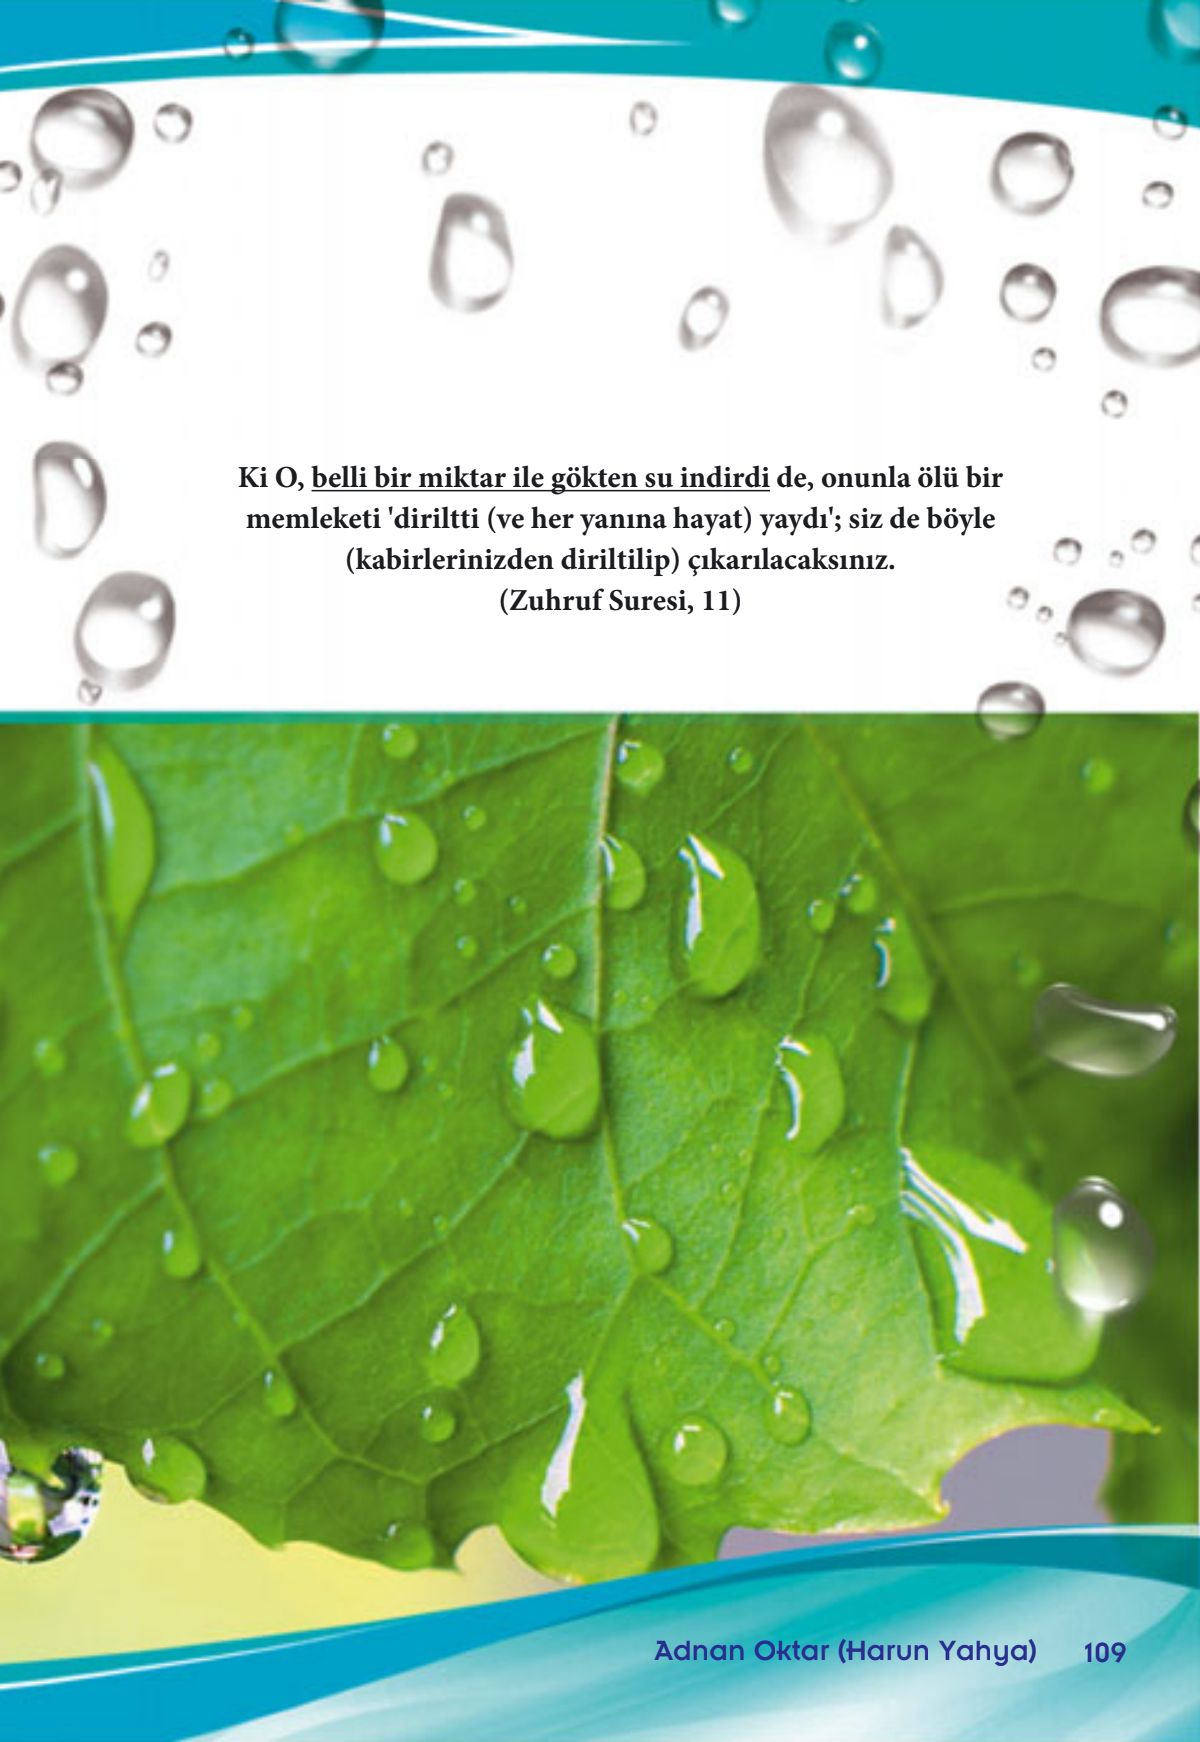 Ki O, belli bir miktar ile gökten su indirdi de, onunla ölü bir
memleketi 'diriltti (ve her yanına hayat) yaydı'; siz de böyle
(kabirlerinizden diriltilip) çıkarılacaksınız.
(Zuhruf Suresi, 11)
Adnan Oktar (Harun Yahya) 109